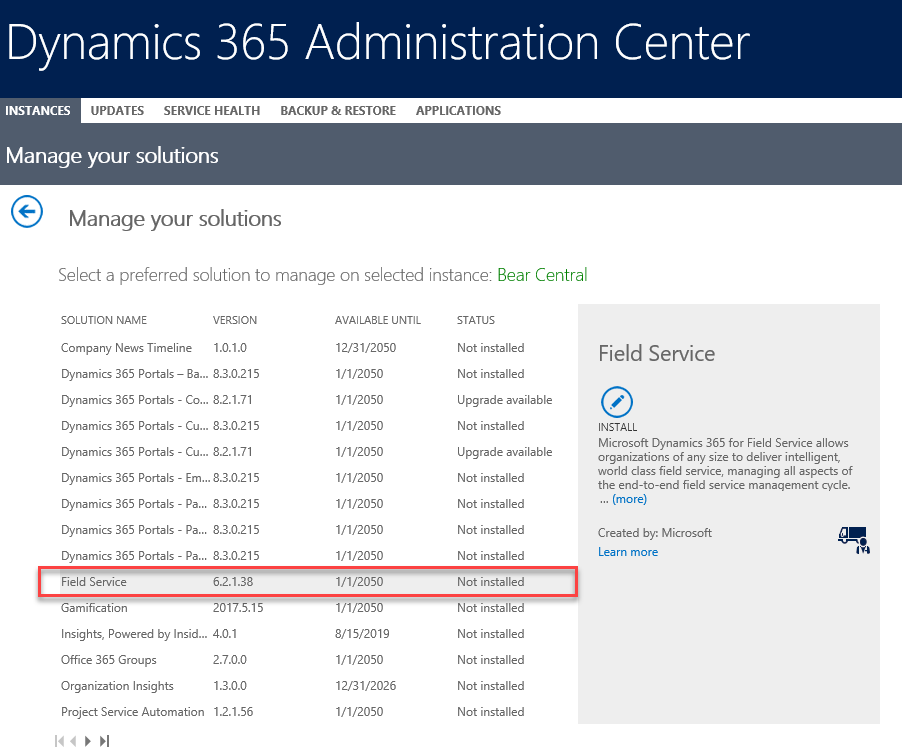 Dynamics 365 Administration Center
INSTANCES UPDATES SERVICE HEALTH BACKUP & RESTORE APPLICATIONS
Manage your solutions
Manage your solutions
Select a preferred solution to manage on selected instance: Bear Central
SOLUTION NAME VERSION AVAILABLE UNTIL STATUS
Company News Timeline 1.0.1.0 12/31/2050 Not installed
Dynamics 365 Portals – Ba... 8.3.0.215 1/1/2050 Not installed
Dynamics 365 Portals - Co... 8.2.1.71 1/1/2050 Upgrade available
Dynamics 365 Portals - Cu... 8.3.0.215 1/1/2050 Not installed
Dynamics 365 Portals - Cu... 8.2.1.71 1/1/2050 Upgrade available
Dynamics 365 Portals - Em... 8.3.0.215 1/1/2050 Not installed
Dynamics 365 Portals - Pa... 8.3.0.215 1/1/2050 Not installed
Dynamics 365 Portals - Pa... 8.3.0.215 1/1/2050 Not installed
Dynamics 365 Portals - Pa... 8.3.0.215 1/1/2050 Not installed
Field Service 6.2.1.38 1/1/2050 Not installed
Gamification 2017.5.15 1/1/2050 Not installed
Insights, Powered by Insid... 4.0.1 8/15/2019 Not installed
Office 365 Groups 2.7.0.0 1/1/2050 Not installed
Organization Insights 1.3.0.0 12/31/2026 Not installed
Project Service Automation 1.2.1.56 1/1/2050 Not installed
Field Service
INSTALL
Microsoft Dynamics 365 for Field Service allows
organizations of any size to deliver intelligent,
world class field service, managing all aspects of
the end-to-end field service management cycle.
... (more)
Created by: Microsoft
Learn more